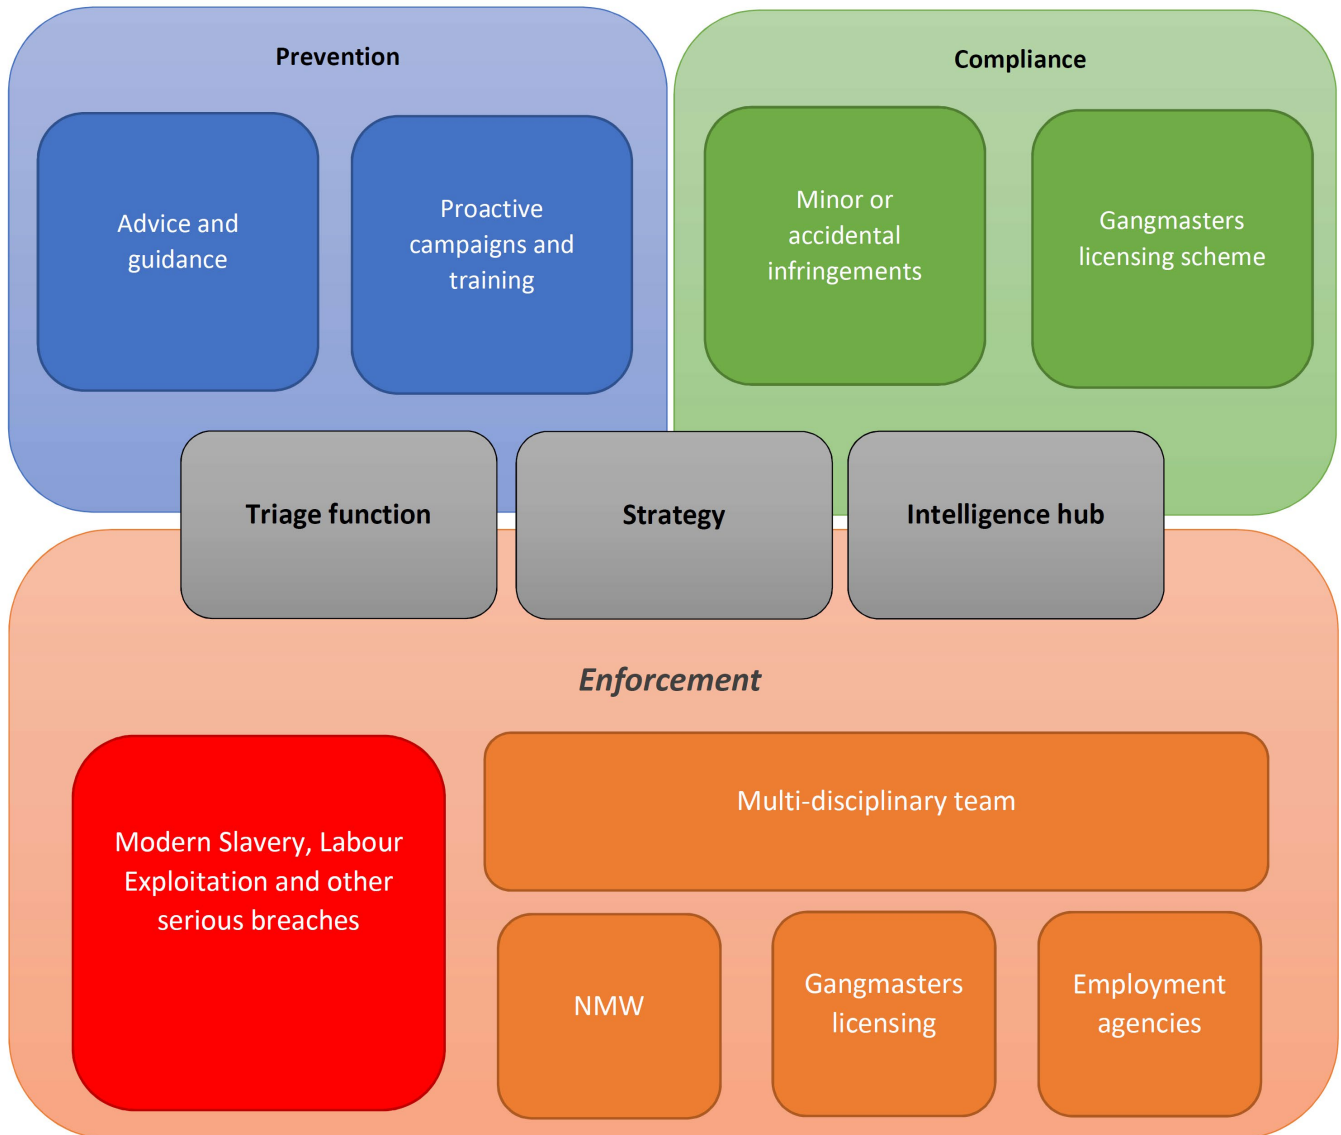 Prevention
Advice and
guidance
Proactive
campaigns and
training
Compliance
Minor or
accidental
infringements
Gangmasters
licensing scheme
Triage function
Strategy
Intelligence hub
Enforcement
Modern Slavery, Labour
Exploitation and other
serious breaches
Multi-disciplinary team
NMW
Gangmasters
licensing
Employment
agencies